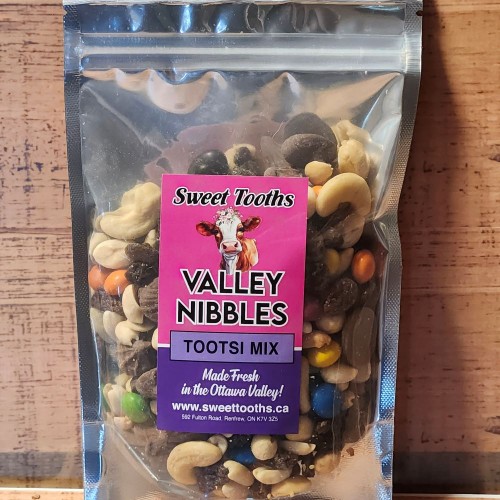 Sweet Tooths
VALLEY
NIBBLES
TOOTSI MIX
Made Fresh
in the Ottawa Valley!
www.sweettooths.ca
592 Fulton Road, Renfrew, ON K7V 3Z5